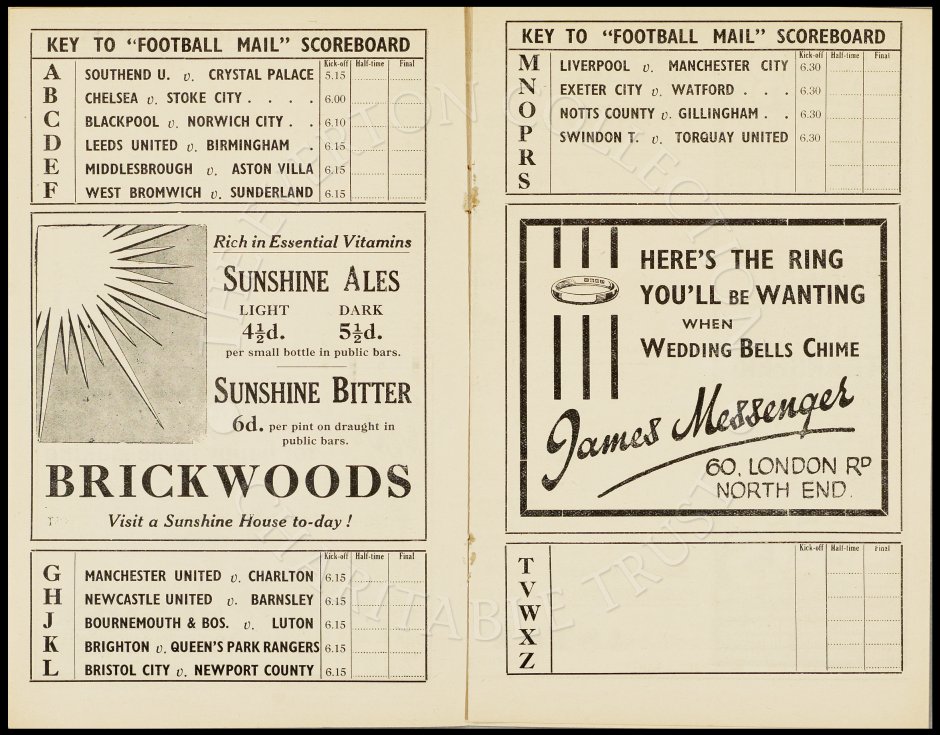 KEY TO "FOOTBALL MAIL" SCOREBOARD
Kick-off Half-time Final
A SOUTHEND U. v. CRYSTAL PALACE 5.15
B CHELSEA v. STOKE CITY . . . . 6.00
C BLACKPOOL v. NORWICH CITY . . 6.10
D LEEDS UNITED v. BIRMINGHAM . 6.15
E MIDDLESBROUGH v. ASTON VILLA 6.15
F WEST BROMWICH v. SUNDERLAND 6.15
Rich in Essential Vitamins
SUNSHINE ALES
LIGHT DARK
4½d. 5½d.
per small bottle in public bars.
SUNSHINE BITTER
6d. per pint on draught in
public bars.
BRICKWOODS
Visit a Sunshine House to-day !
Kick-off Half-time Final
G MANCHESTER UNITED v. CHARLTON 6.15
H NEWCASTLE UNITED v. BARNSLEY 6.15
J BOURNEMOUTH & BOS. v. LUTON 6.15
K BRIGHTON v. QUEEN'S PARK RANGERS 6.15
L BRISTOL CITY v. NEWPORT COUNTY 6.15
KEY TO "FOOTBALL MAIL" SCOREBOARD
Kick-off Half-time Final
M LIVERPOOL v. MANCHESTER CITY 6.30
N EXETER CITY v. WATFORD . . . 6.30
O NOTTS COUNTY v. GILLINGHAM . . 6.30
P SWINDON T. v. TORQUAY UNITED 6.30
R
S
HERE'S THE RING
YOU'LL BE WANTING
WHEN
WEDDING BELLS CHIME
James Messenger
60, LONDON RD
NORTH END.
Kick-off Half-time Final
T
V
W
X
Z
CHARITABLE TRUST